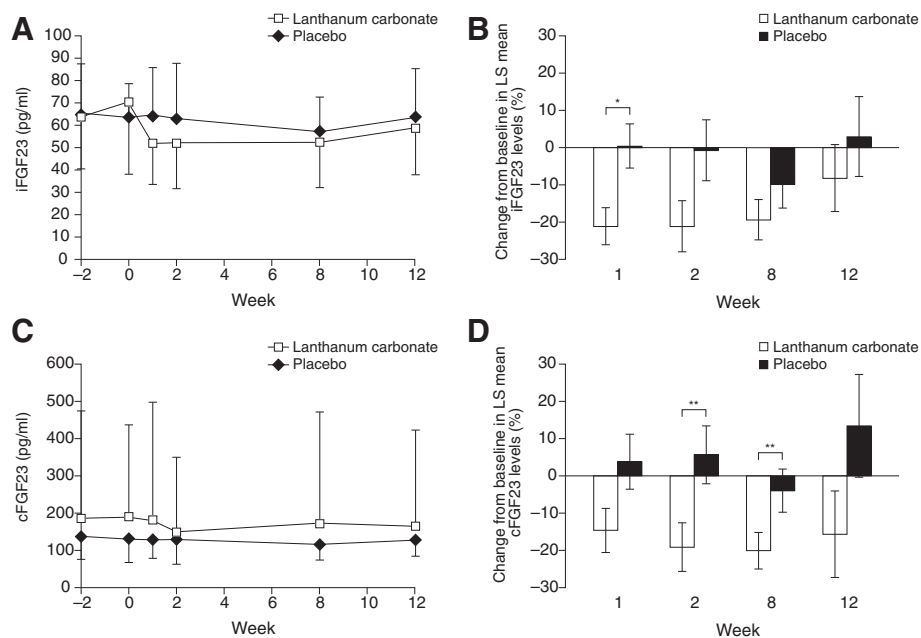 A
Lanthanum carbonate
Placebo
iFGF23 (pg/ml)
100
90
80
70
60
50
40
30
20
10
0
–2 0 2 4 6 8 10 12
Week
B
Lanthanum carbonate
Placebo
Change from baseline in LS mean
iFGF23 levels (%)
30
20
10
0
–10
–20
–30
*
1 2 8 12
Week
C
Lanthanum carbonate
Placebo
cFGF23 (pg/ml)
600
500
400
300
200
100
0
–2 0 2 4 6 8 10 12
Week
D
Lanthanum carbonate
Placebo
Change from baseline in LS mean
cFGF23 levels (%)
30
20
10
0
–10
–20
–30
**
**
1 2 8 12
Week